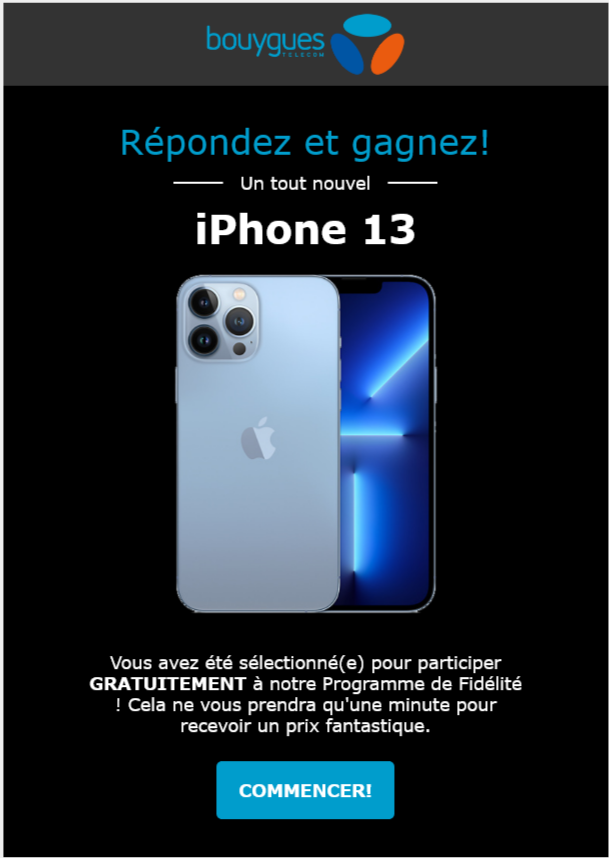 bouygues
TELECOM
Répondez et gagnez!
Un tout nouvel
iPhone 13
Vous avez été sélectionné(e) pour participer
GRATUITEMENT à notre Programme de Fidélité
! Cela ne vous prendra qu'une minute pour
recevoir un prix fantastique.
COMMENCER!